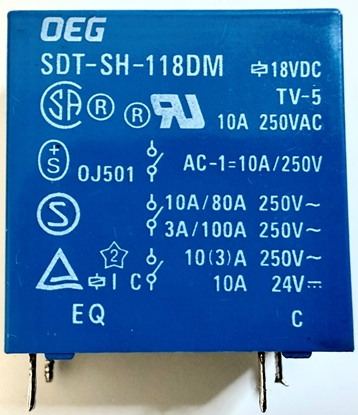 OEG
SDT-SH-118DM 18VDC
TV-5
10A 250VAC
OJ501 AC-1=10A/250V
10A/80A 250V~
3A/100A 250V~
2 10(3)A 250V~
I C 10A 24V⎓
EQ C